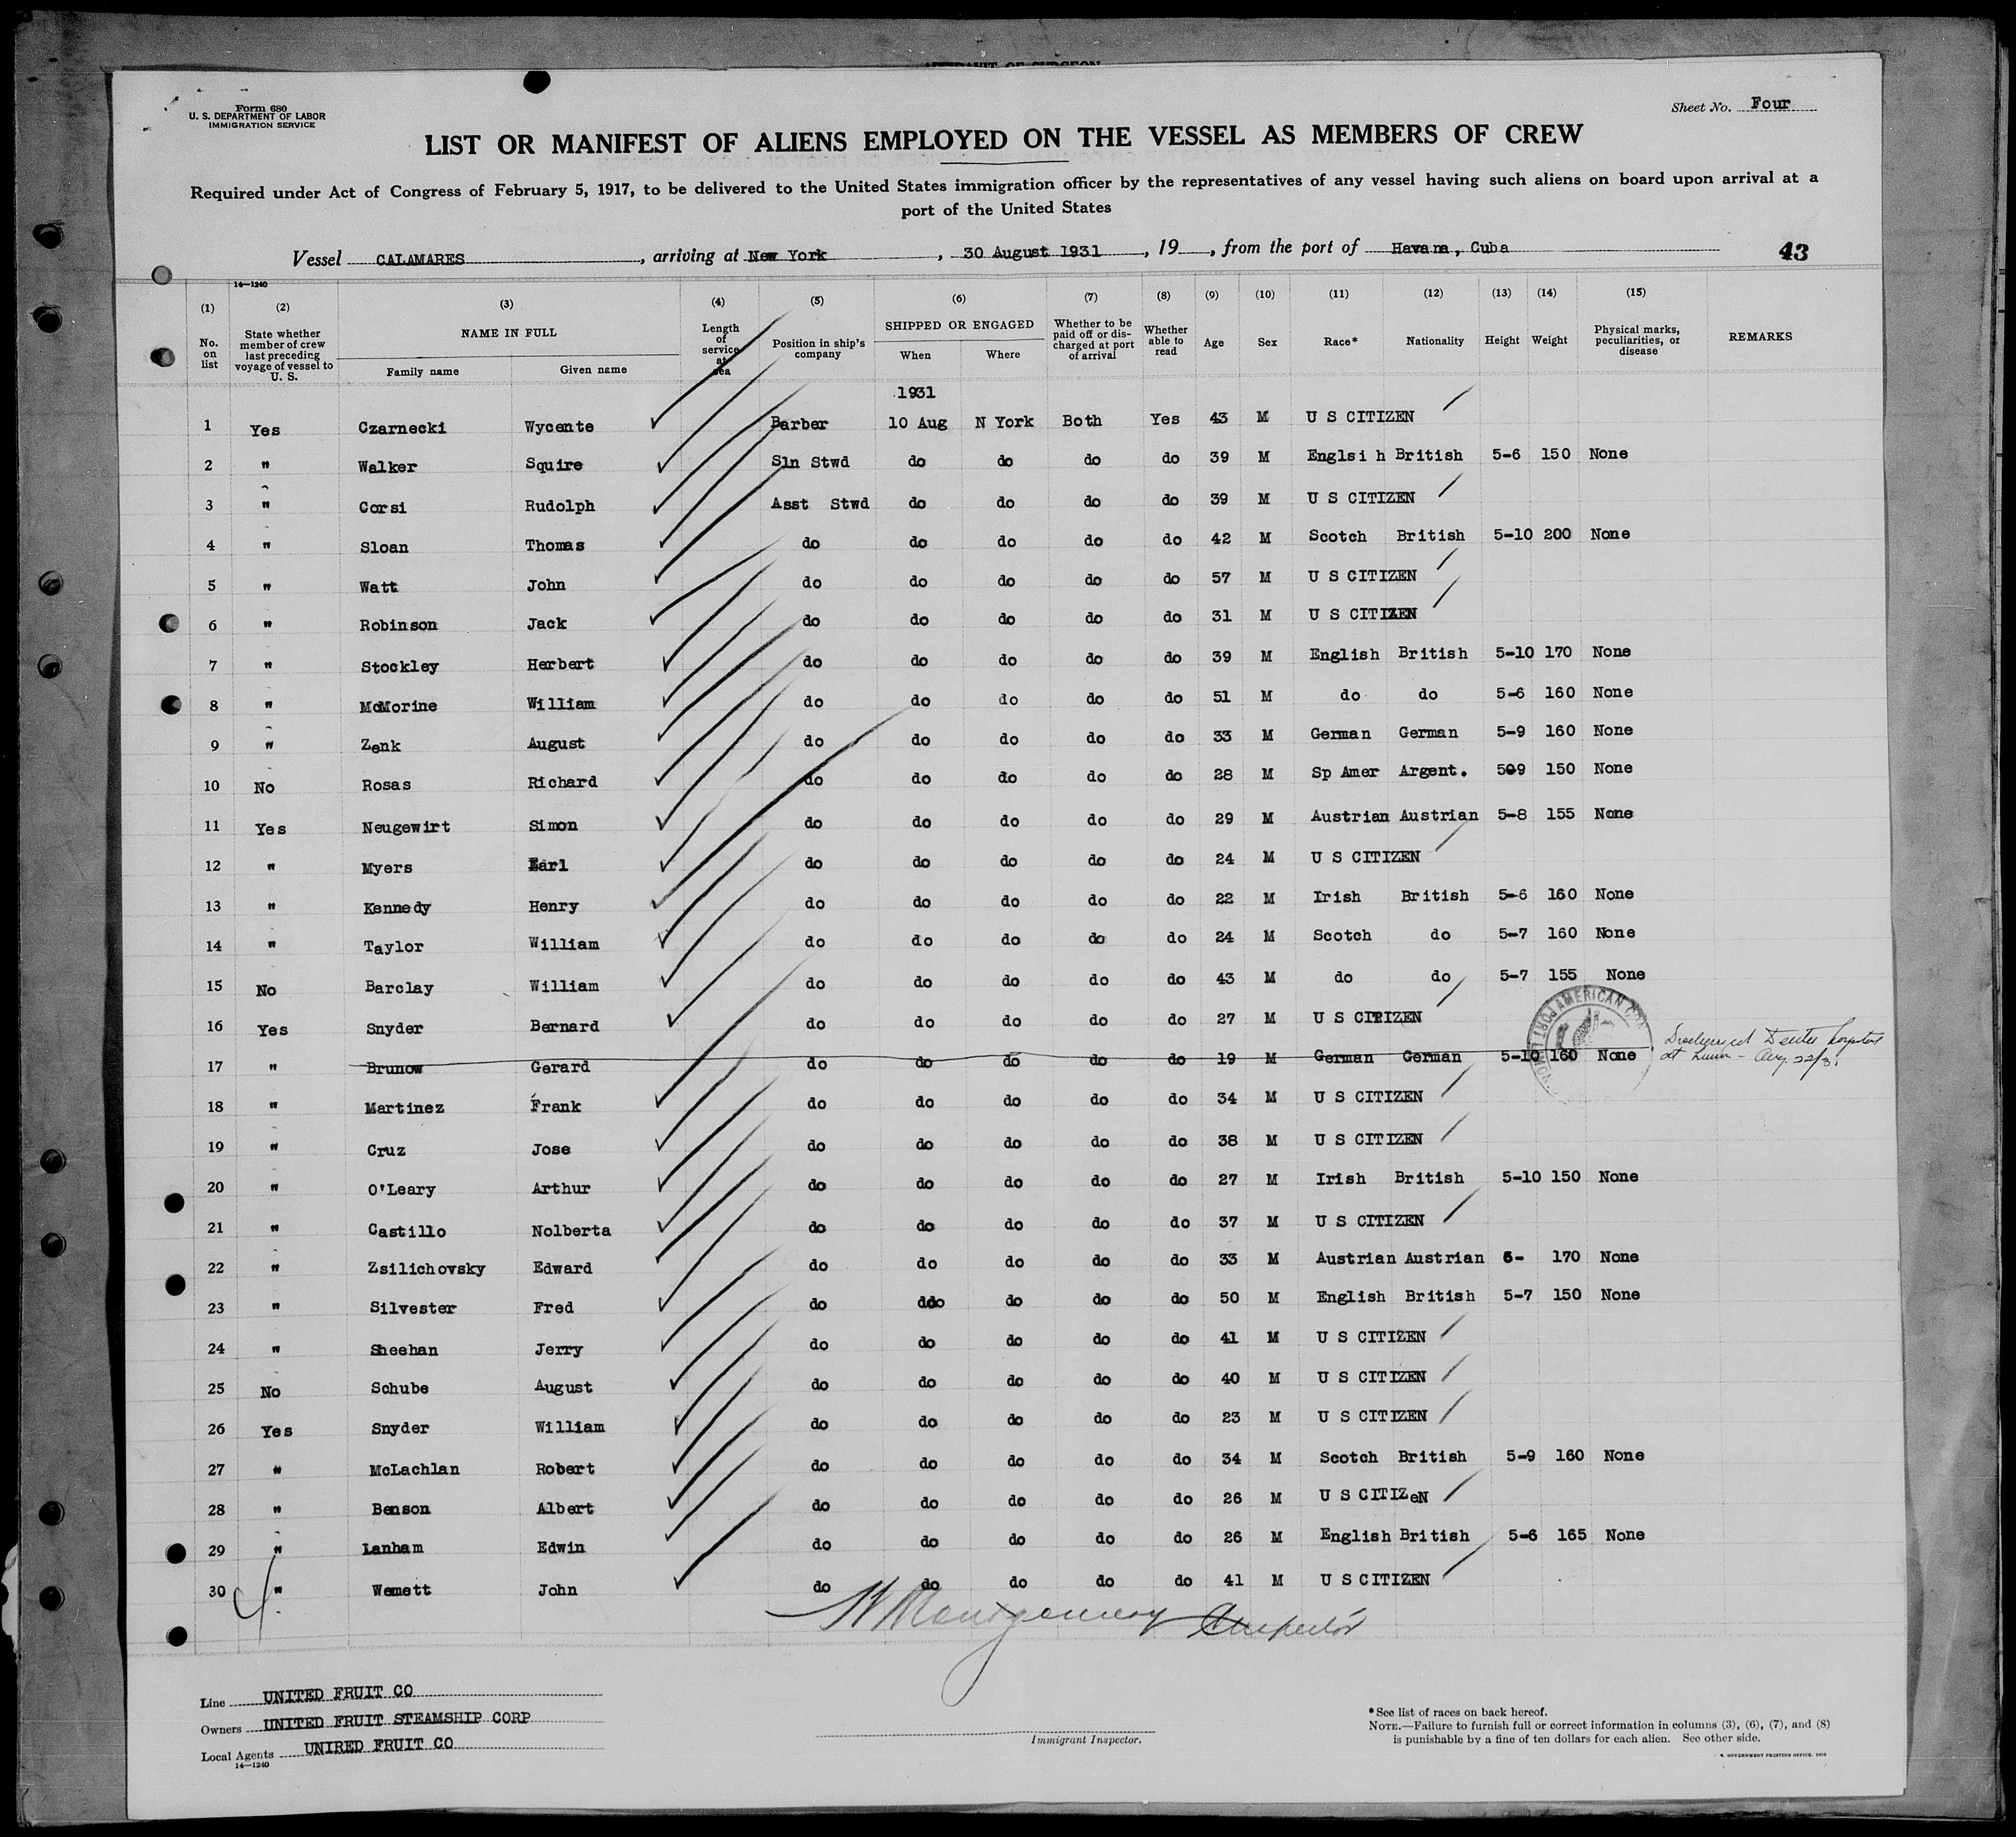 AFFIDAVIT OF SURGEON
Form 680
U. S. DEPARTMENT OF LABOR
IMMIGRATION SERVICE
Sheet No. Four
LIST OR MANIFEST OF ALIENS EMPLOYED ON THE VESSEL AS MEMBERS OF CREW
Required under Act of Congress of February 5, 1917, to be delivered to the United States immigration officer by the representatives of any vessel having such aliens on board upon arrival at a
port of the United States
Vessel CALAMARES, arriving at New York, 30 August 1931, 19, from the port of Havana, Cuba 43
14—1240
(1) (2) (3) (4) (5) (6) (7) (8) (9) (10) (11) (12) (13) (14) (15)
No. on list State whether member of crew last preceding voyage of vessel to U. S. NAME IN FULL Family name Given name Length of service at sea Position in ship's company SHIPPED OR ENGAGED When Where Whether to be paid off or discharged at port of arrival Whether able to read Age Sex Race* Nationality Height Weight Physical marks, peculiarities, or disease REMARKS
1931
1 Yes Czarnecki Wycente Barber 10 Aug N York Both Yes 43 M U S CITIZEN
2 " Walker Squire Sln Stwd do do do do 39 M Englsi h British 5-6 150 None
3 " Corsi Rudolph Asst Stwd do do do do 39 M U S CITIZEN
4 " Sloan Thomas do do do do do 42 M Scotch British 5-10 200 None
5 " Watt John do do do do do 57 M U S CITIZEN
6 " Robinson Jack do do do do do 31 M U S CITIZEN
7 " Stockley Herbert do do do do do 39 M English British 5-10 170 None
8 " McMorine William do do do do do 51 M do do 5-6 160 None
9 " Zenk August do do do do do 33 M German German 5-9 160 None
10 No Rosas Richard do do do do do 28 M Sp Amer Argent. 509 150 None
11 Yes Neugewirt Simon do do do do do 29 M Austrian Austrian 5-8 155 None
12 " Myers Earl do do do do do 24 M U S CITIZEN
13 " Kennedy Henry do do do do do 22 M Irish British 5-6 160 None
14 " Taylor William do do do do do 24 M Scotch do 5-7 160 None
15 No Barclay William do do do do do 43 M do do 5-7 155 None
16 Yes Snyder Bernard do do do do do 27 M U S CITIZEN
17 " Brunow Gerard do do do do do 19 M German German 5-10 160 None Aug 22/31
18 " Martinez Frank do do do do do 34 M U S CITIZEN
19 " Cruz Jose do do do do do 38 M U S CITIZEN
20 " O'Leary Arthur do do do do do 27 M Irish British 5-10 150 None
21 " Castillo Nolberta do do do do do 37 M U S CITIZEN
22 " Zsilichovsky Edward do do do do do 33 M Austrian Austrian 6- 170 None
23 " Silvester Fred do ddo do do do 50 M English British 5-7 150 None
24 " Sheehan Jerry do do do do do 41 M U S CITIZEN
25 No Schube August do do do do do 40 M U S CITIZEN
26 Yes Snyder William do do do do do 23 M U S CITIZEN
27 " McLachlan Robert do do do do do 34 M Scotch British 5-9 160 None
28 " Benson Albert do do do do do 26 M U S CITIZeN
29 " Lanham Edwin do do do do do 26 M English British 5-6 165 None
30 " Wemett John do do do do do 41 M U S CITIZEN
Montgomery Inspector
Line UNITED FRUIT CO
Owners UNITED FRUIT STEAMSHIP CORP
Local Agents UNIRED FRUIT CO
14—1240
Immigrant Inspector.
*See list of races on back hereof.
NOTE.—Failure to furnish full or correct information in columns (3), (6), (7), and (8)
is punishable by a fine of ten dollars for each alien. See other side.